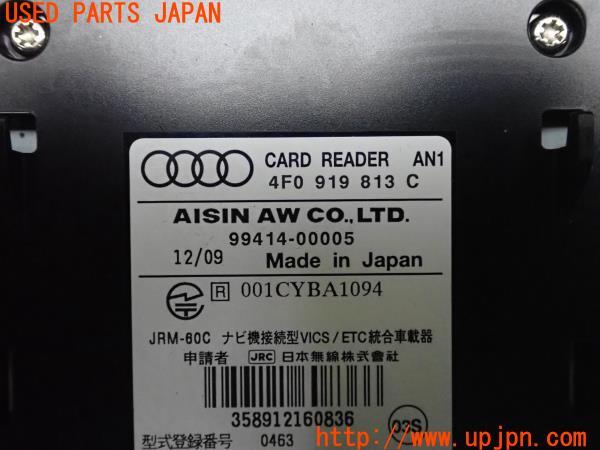 USED PARTS JAPAN
CARD READER AN1
4F0 919 813 C
AISIN AW CO.,LTD.
99414-00005
12/09 Made in Japan
R 001CYBA1094
JRM-60C ナビ機接続型VICS/ETC統合車載器
申請者 JRC 日本無線株式会社
358912160836
03S
型式登録番号 0463
http://www.upjpn.com